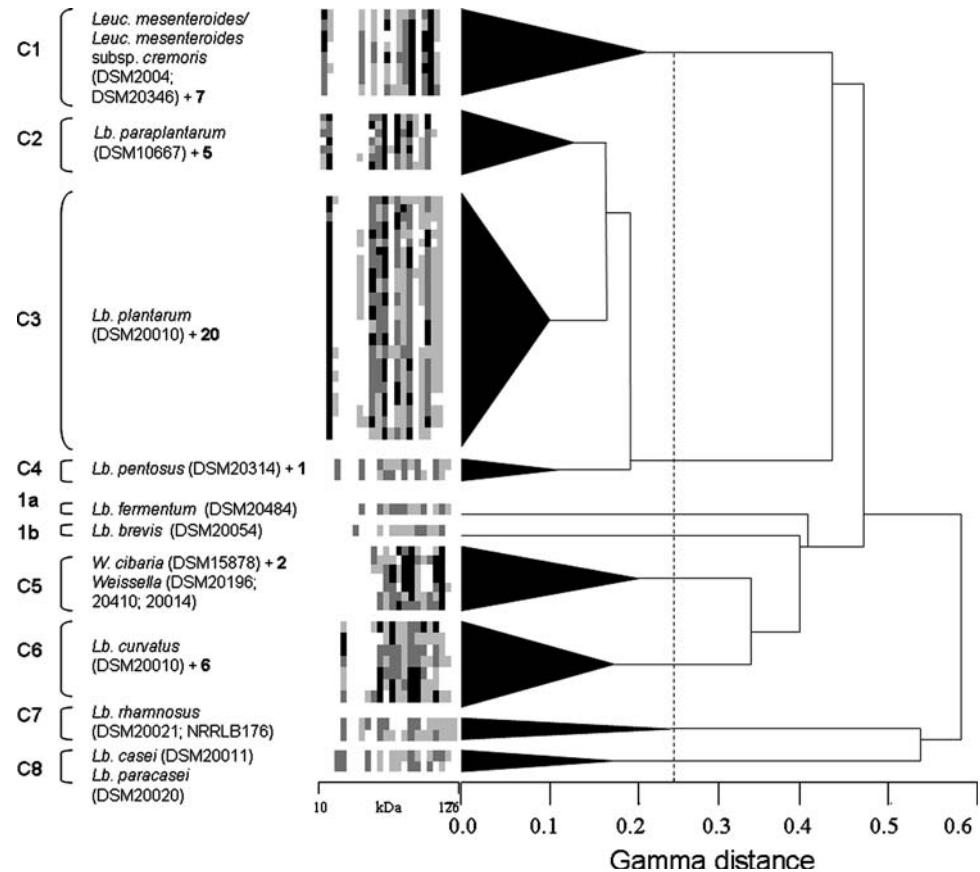 C1
Leuc. mesenteroides/
Leuc. mesenteroides
subsp. cremoris
(DSM2004;
DSM20346) + 7
C2
Lb. paraplantarum
(DSM10667) + 5
C3
Lb. plantarum
(DSM20010) + 20
C4
Lb. pentosus (DSM20314) + 1
1a
Lb. fermentum (DSM20484)
1b
Lb. brevis (DSM20054)
C5
W. cibaria (DSM15878) + 2
Weissella (DSM20196;
20410; 20014)
C6
Lb. curvatus
(DSM20010) + 6
C7
Lb. rhamnosus
(DSM20021; NRRLB176)
C8
Lb. casei (DSM20011)
Lb. paracasei
(DSM20020)
10 kDa 176
0.0 0.1 0.2 0.3 0.4 0.5 0.6
Gamma distance